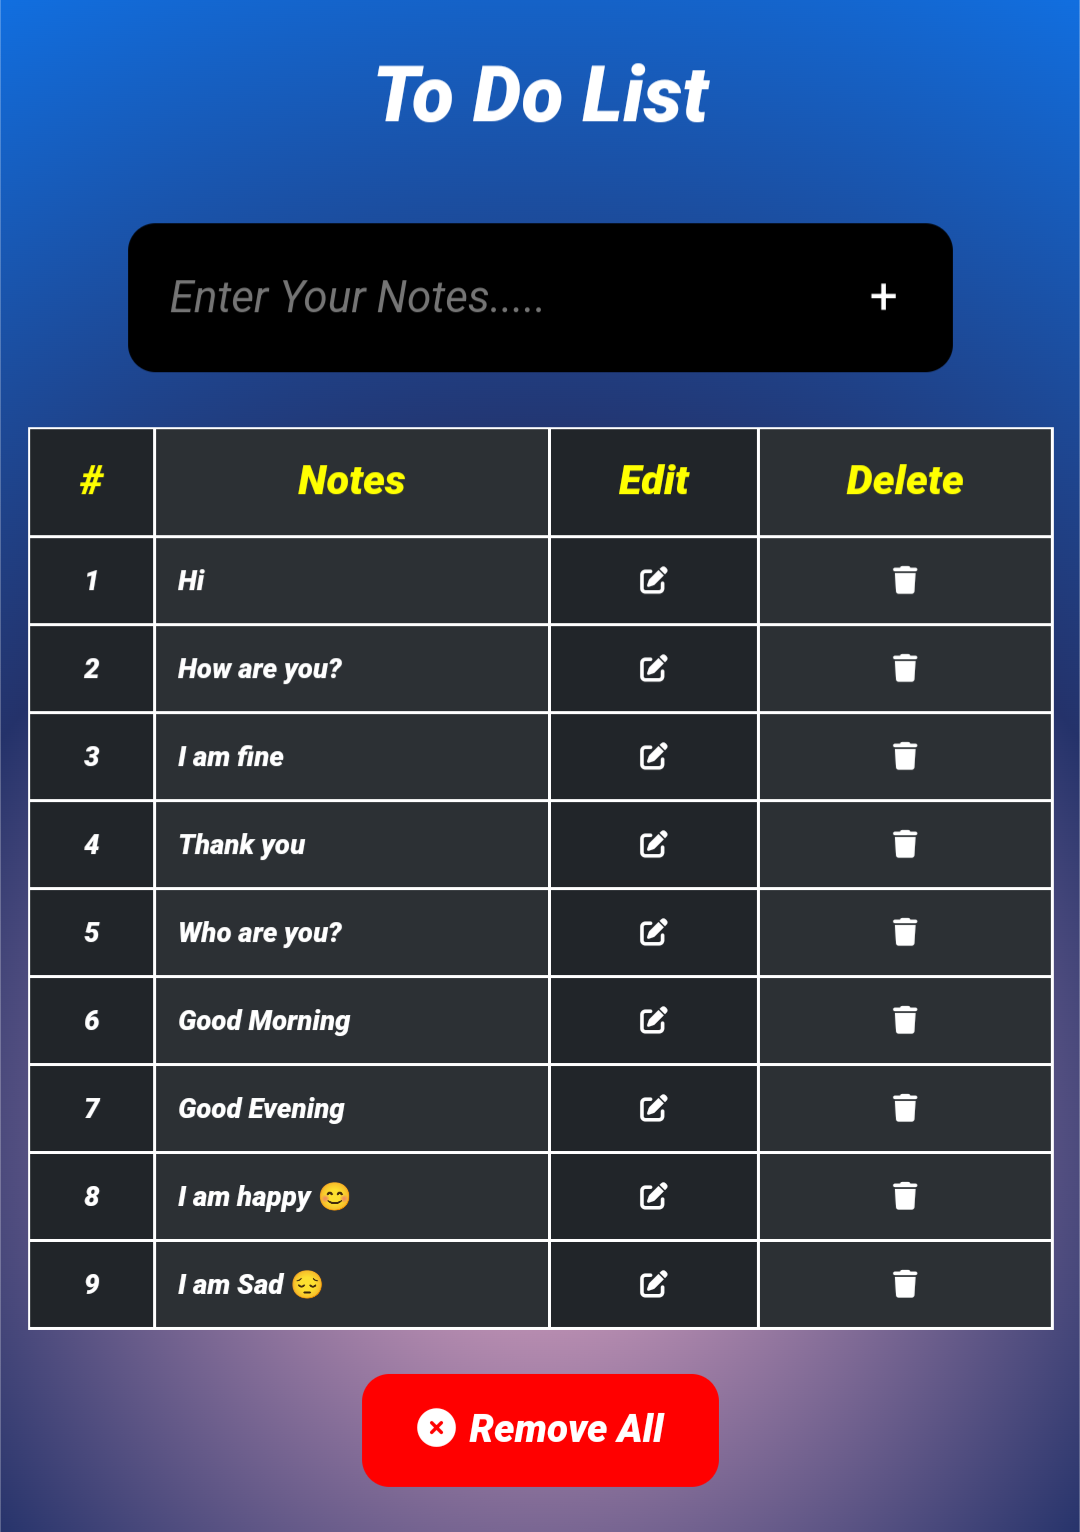 To Do List
Enter Your Notes.....
+
# Notes Edit Delete
1 Hi
2 How are you?
3 I am fine
4 Thank you
5 Who are you?
6 Good Morning
7 Good Evening
8 I am happy 😊
9 I am Sad 😔
Remove All